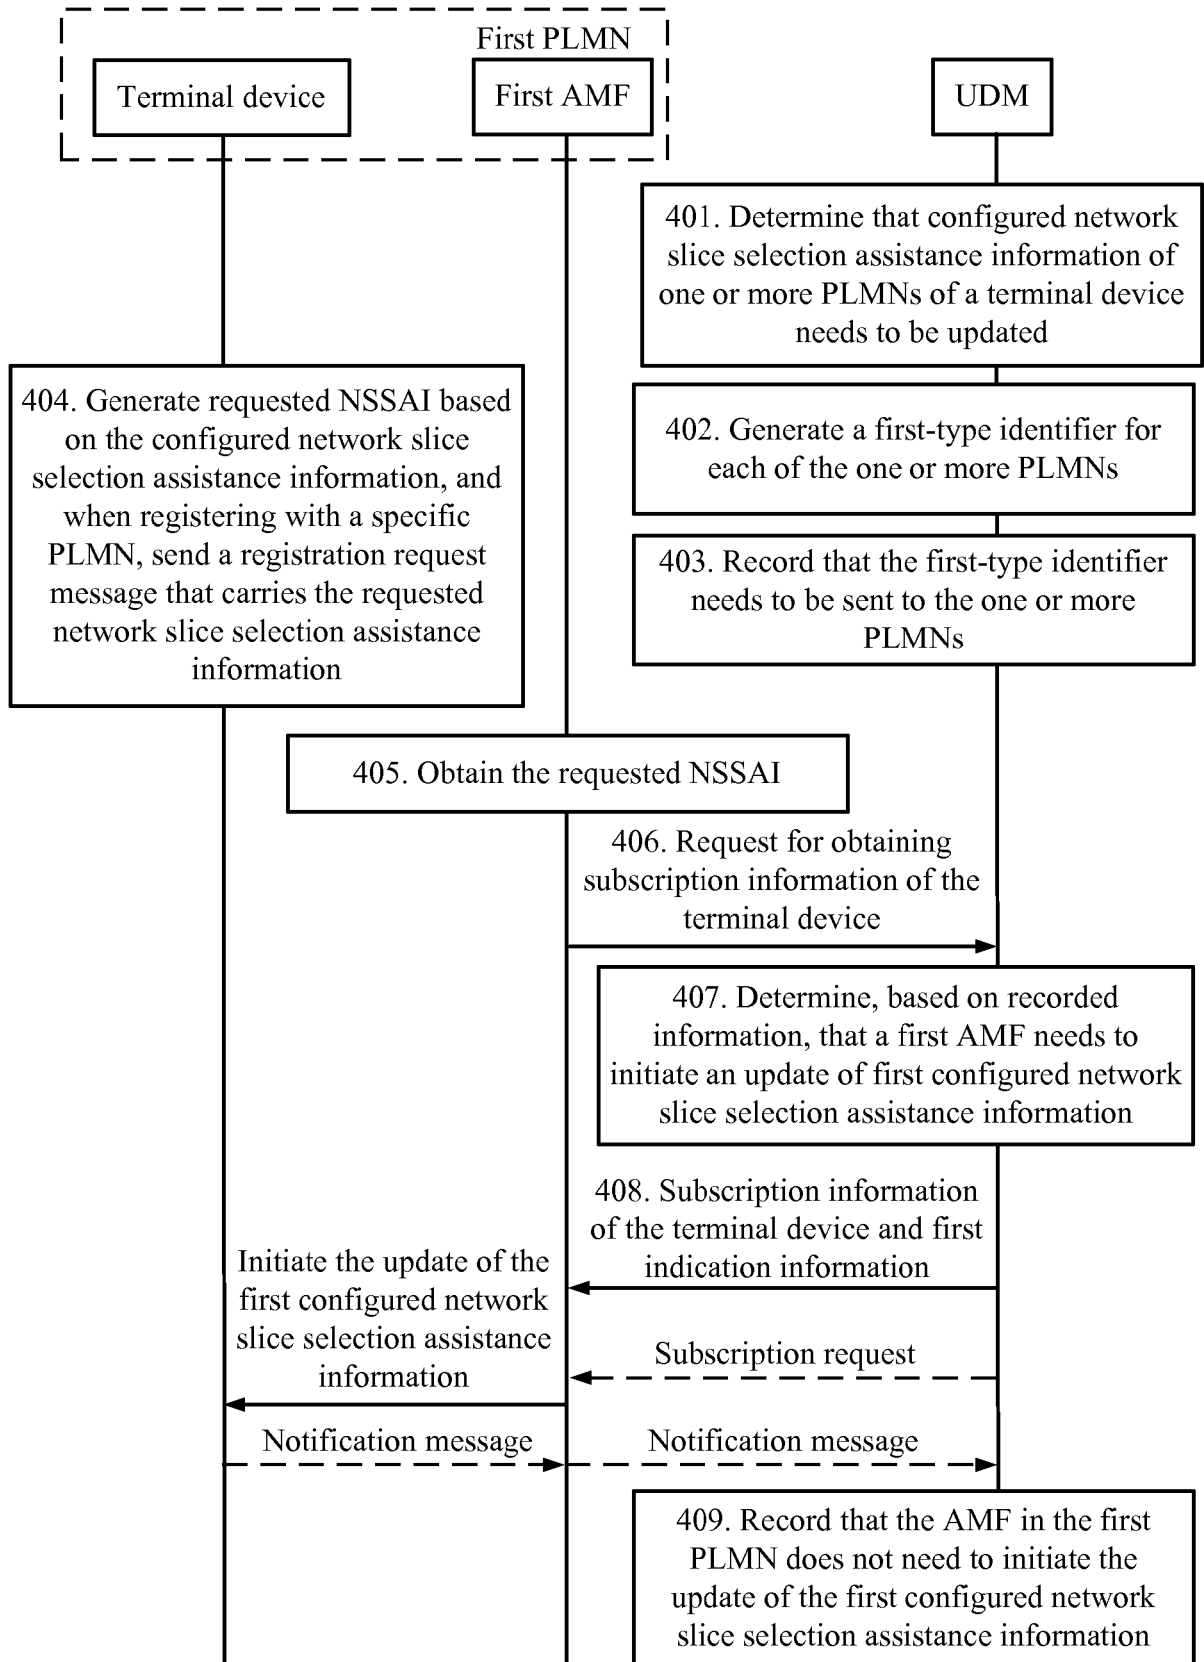 First PLMN
Terminal device
First AMF
UDM
401. Determine that configured network
slice selection assistance information of
one or more PLMNs of a terminal device
needs to be updated
404. Generate requested NSSAI based
on the configured network slice
selection assistance information, and
when registering with a specific
PLMN, send a registration request
message that carries the requested
network slice selection assistance
information
402. Generate a first-type identifier for
each of the one or more PLMNs
403. Record that the first-type identifier
needs to be sent to the one or more
PLMNs
405. Obtain the requested NSSAI
406. Request for obtaining
subscription information of the
terminal device
407. Determine, based on recorded
information, that a first AMF needs to
initiate an update of first configured network
slice selection assistance information
408. Subscription information
of the terminal device and first
indication information
Initiate the update of the
first configured network
slice selection assistance
information
Subscription request
Notification message
Notification message
409. Record that the AMF in the first
PLMN does not need to initiate the
update of the first configured network
slice selection assistance information